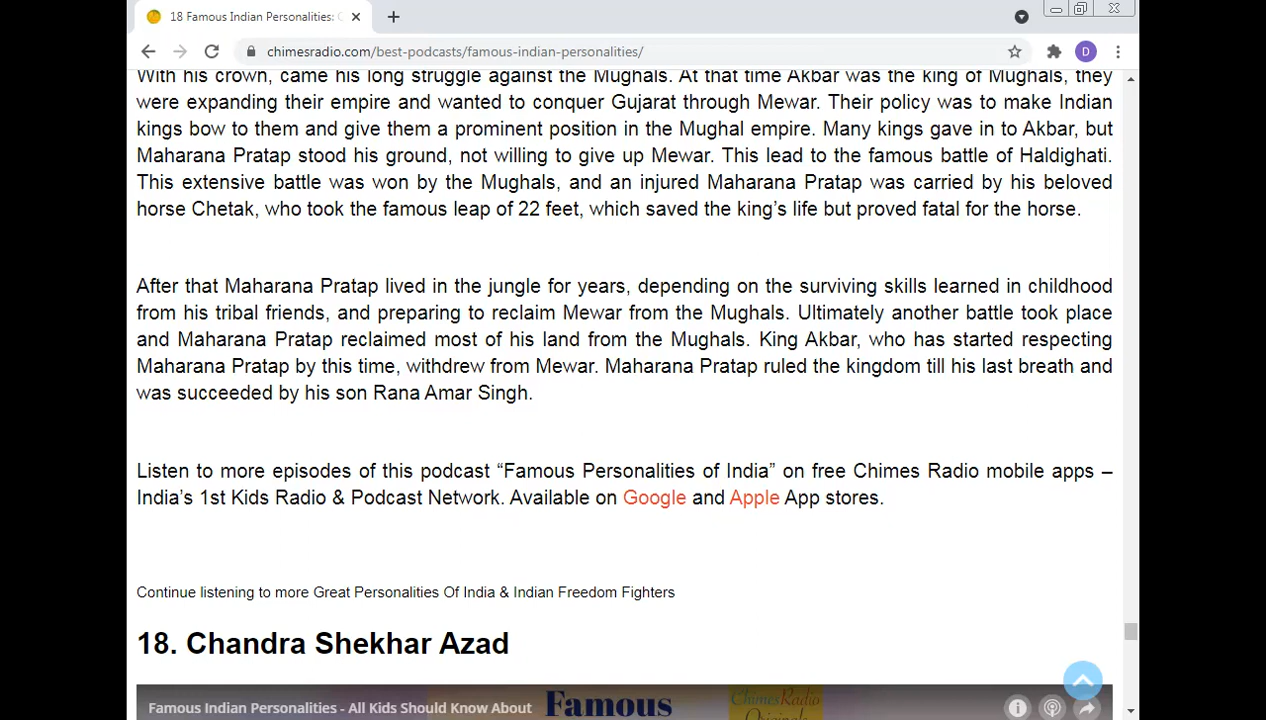 18 Famous Indian Personalities:
chimesradio.com/best-podcasts/famous-indian-personalities/
D
With his crown, came his long struggle against the Mughals. At that time Akbar was the king of Mughals, they
were expanding their empire and wanted to conquer Gujarat through Mewar. Their policy was to make Indian
kings bow to them and give them a prominent position in the Mughal empire. Many kings gave in to Akbar, but
Maharana Pratap stood his ground, not willing to give up Mewar. This lead to the famous battle of Haldighati.
This extensive battle was won by the Mughals, and an injured Maharana Pratap was carried by his beloved
horse Chetak, who took the famous leap of 22 feet, which saved the king’s life but proved fatal for the horse.
After that Maharana Pratap lived in the jungle for years, depending on the surviving skills learned in childhood
from his tribal friends, and preparing to reclaim Mewar from the Mughals. Ultimately another battle took place
and Maharana Pratap reclaimed most of his land from the Mughals. King Akbar, who has started respecting
Maharana Pratap by this time, withdrew from Mewar. Maharana Pratap ruled the kingdom till his last breath and
was succeeded by his son Rana Amar Singh.
Listen to more episodes of this podcast “Famous Personalities of India” on free Chimes Radio mobile apps –
India’s 1st Kids Radio & Podcast Network. Available on Google and Apple App stores.
Continue listening to more Great Personalities Of India & Indian Freedom Fighters
18. Chandra Shekhar Azad
Famous Indian Personalities - All Kids Should Know About
Famous
ChimesRadio
Originals